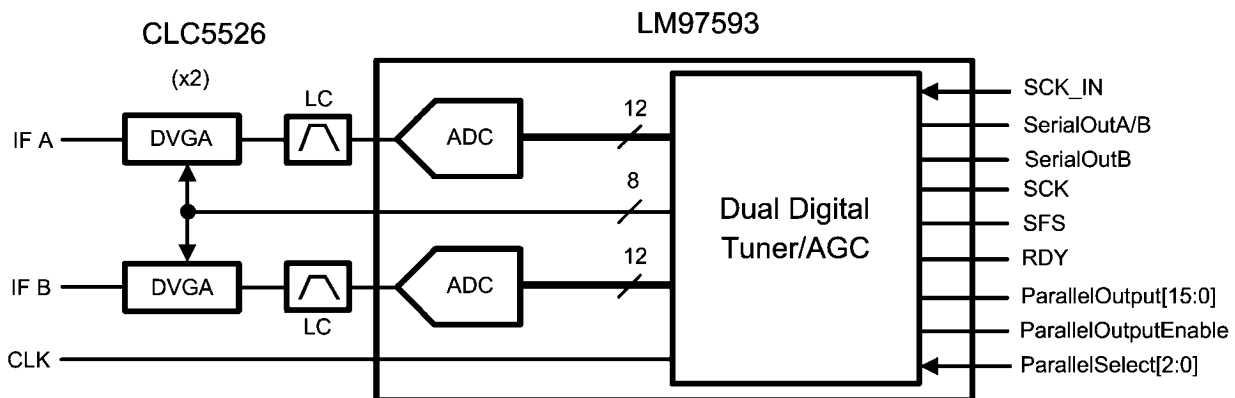 CLC5526
(x2)
LM97593
IF A
DVGA
LC
ADC
12
8
IF B
DVGA
LC
ADC
12
CLK
Dual Digital
Tuner/AGC
SCK_IN
SerialOutA/B
SerialOutB
SCK
SFS
RDY
ParallelOutput[15:0]
ParallelOutputEnable
ParallelSelect[2:0]